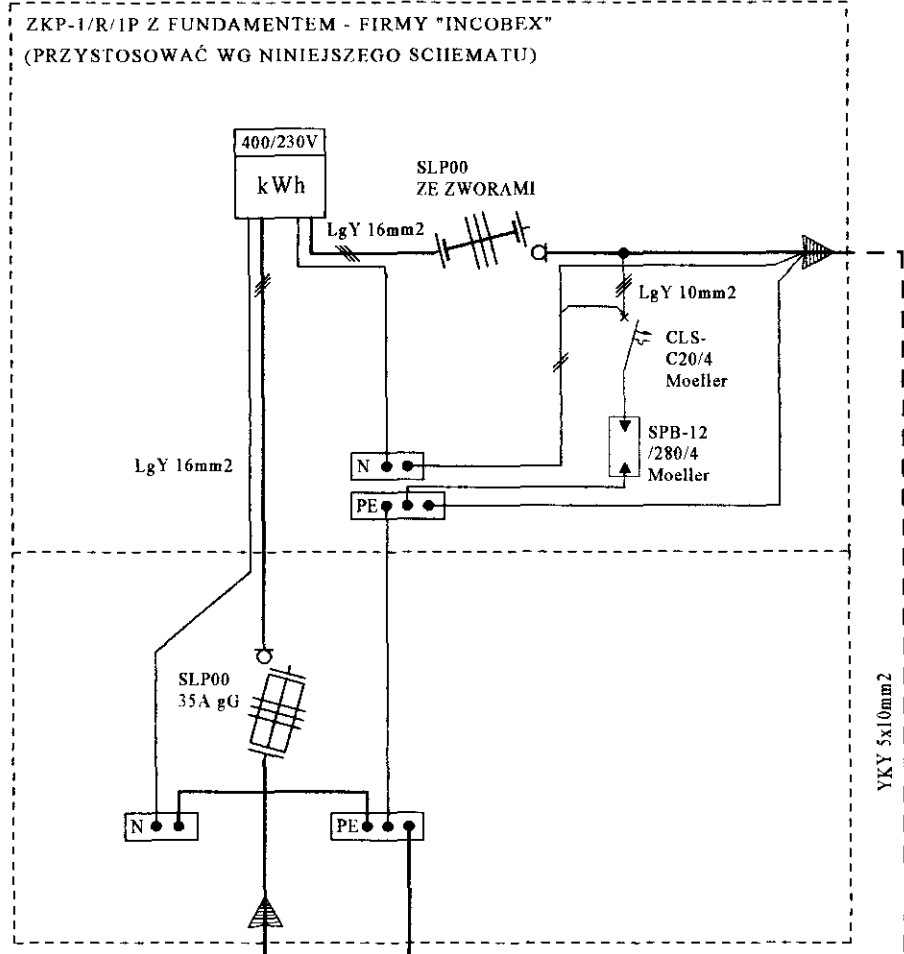 ZKP-1/R/1P Z FUNDAMENTEM - FIRMY "INCOBEX"
(PRZYSTOSOWAĆ WG NINIEJSZEGO SCHEMATU)
400/230V
kWh
SLP00
ZE ZWORAMI
LgY 16mm2
LgY 10mm2
CLS-
C20/4
Moeller
SPB-12
/280/4
Moeller
LgY 16mm2
N
PE
SLP00
35A gG
YKY 5x10mm2
N
PE